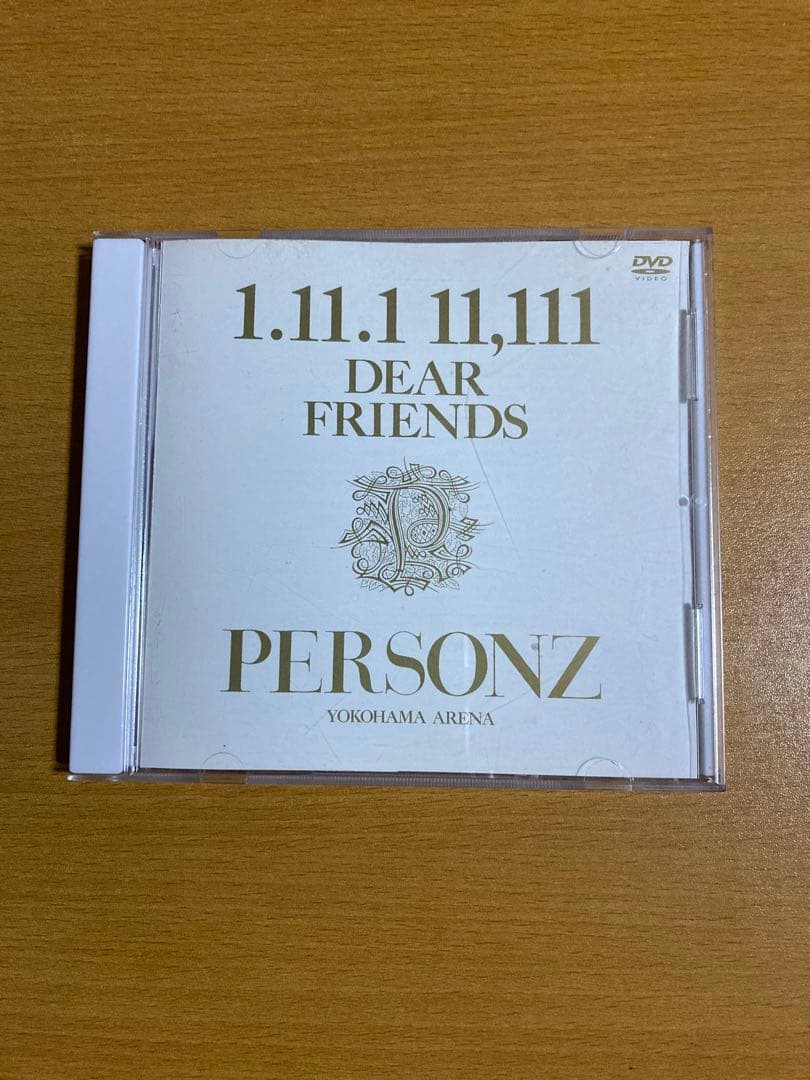 DVD
VIDEO
1.11.1 11,111
DEAR
FRIENDS
P
PERSONZ
YOKOHAMA ARENA